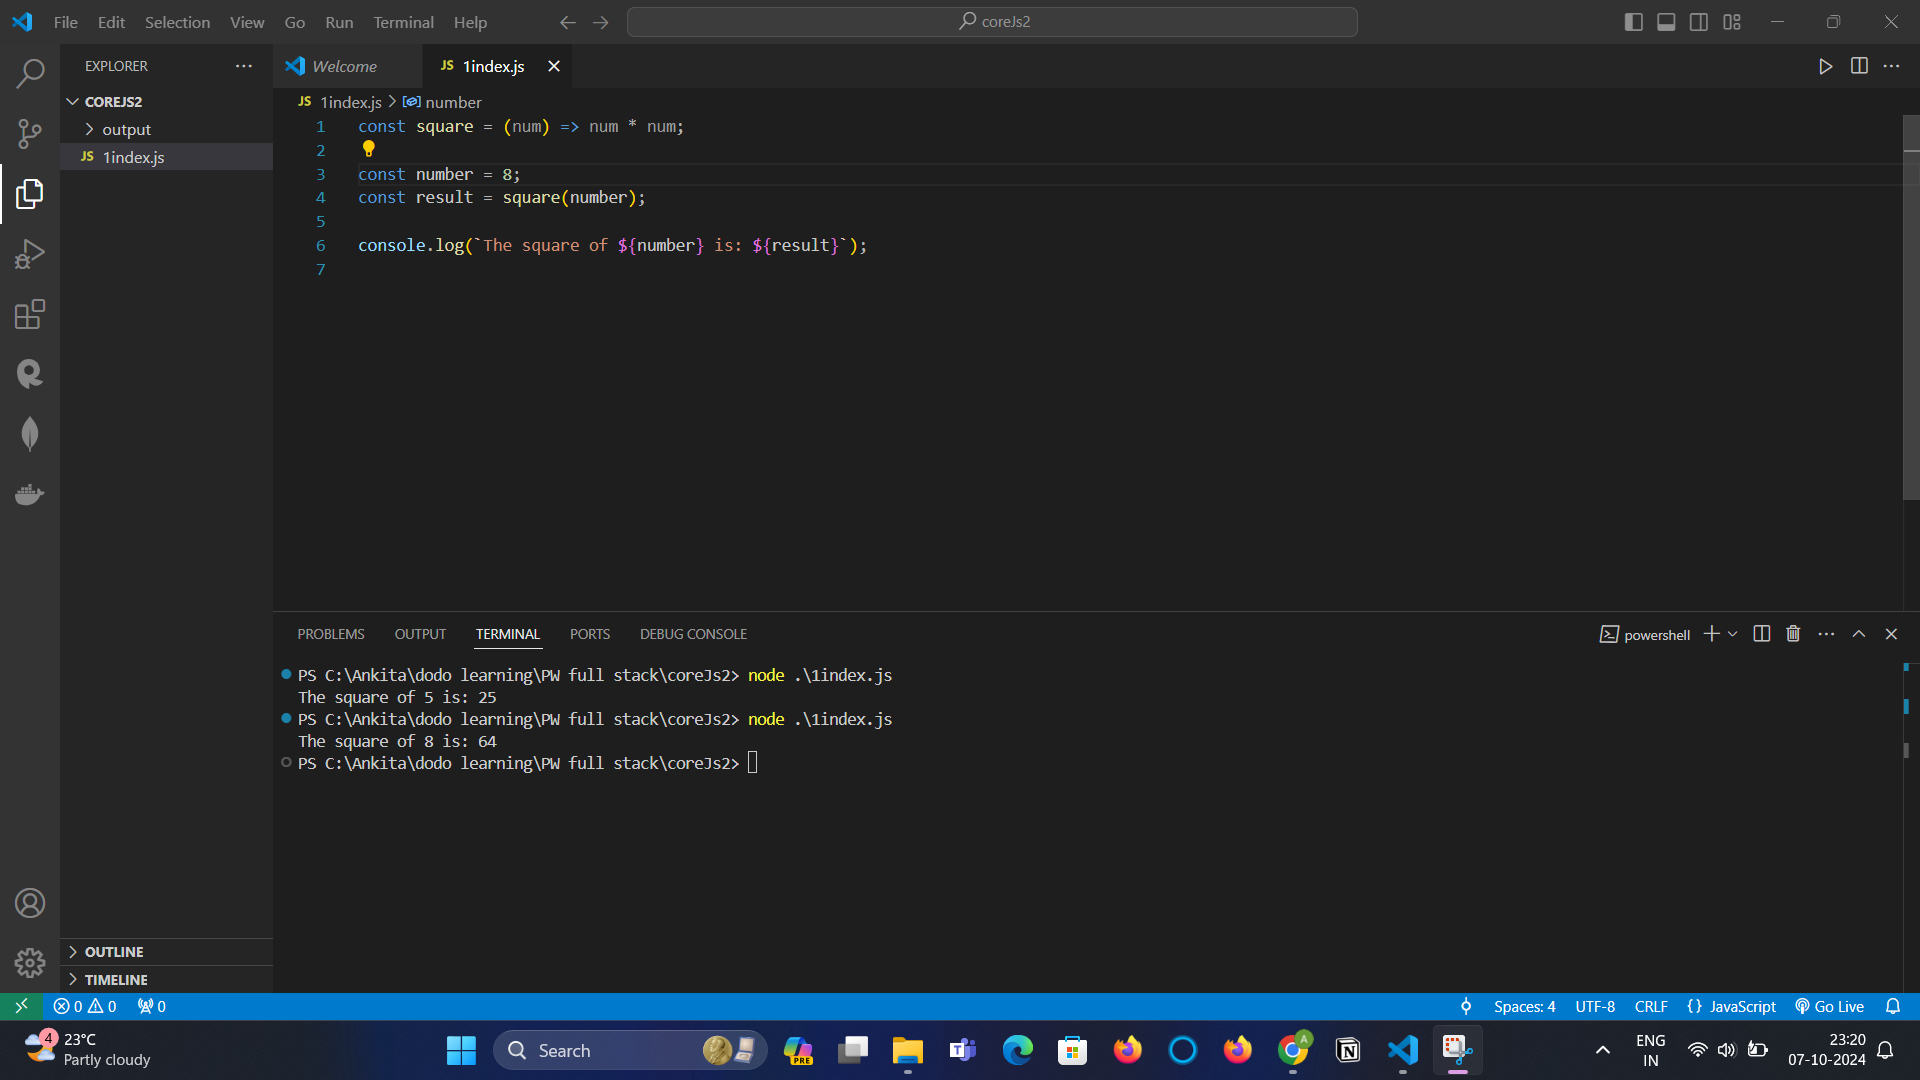 File Edit Selection View Go Run Terminal Help
coreJs2
EXPLORER
COREJS2
output
JS 1index.js
Welcome
JS 1index.js
JS 1index.js > number
1 const square = (num) => num * num;
2
3 const number = 8;
4 const result = square(number);
5
6 console.log(`The square of ${number} is: ${result}`);
7
PROBLEMS OUTPUT TERMINAL PORTS DEBUG CONSOLE
powershell
PS C:\Ankita\dodo learning\PW full stack\coreJs2> node .\1index.js
The square of 5 is: 25
PS C:\Ankita\dodo learning\PW full stack\coreJs2> node .\1index.js
The square of 8 is: 64
PS C:\Ankita\dodo learning\PW full stack\coreJs2>
OUTLINE
TIMELINE
0 0 0
Spaces: 4 UTF-8 CRLF {} JavaScript Go Live
4
23°C
Partly cloudy
Search
PRE
T
A
N
ENG
IN
23:20
07-10-2024